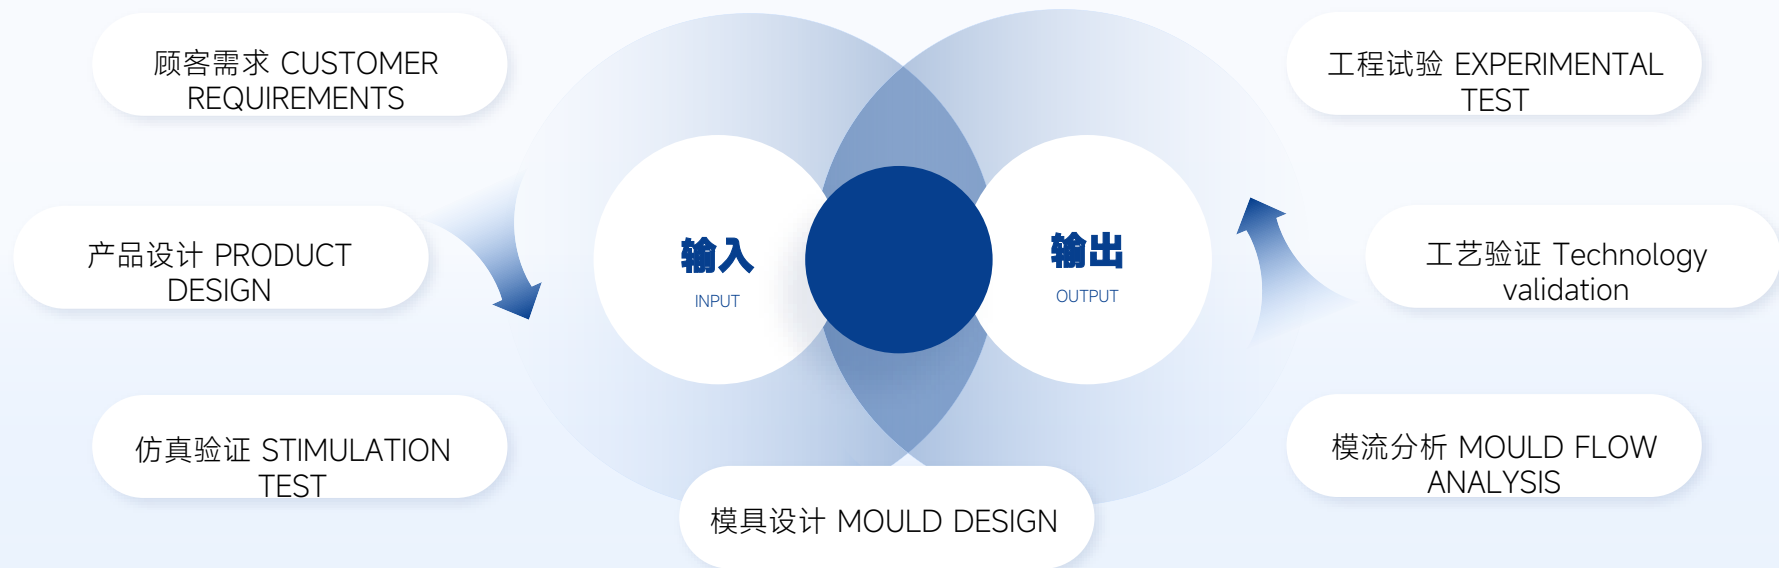 顾客需求 CUSTOMER
REQUIREMENTS
产品设计 PRODUCT
DESIGN
仿真验证 STIMULATION
TEST
输入
INPUT
输出
OUTPUT
模具设计 MOULD DESIGN
工程试验 EXPERIMENTAL
TEST
工艺验证 Technology
validation
模流分析 MOULD FLOW
ANALYSIS